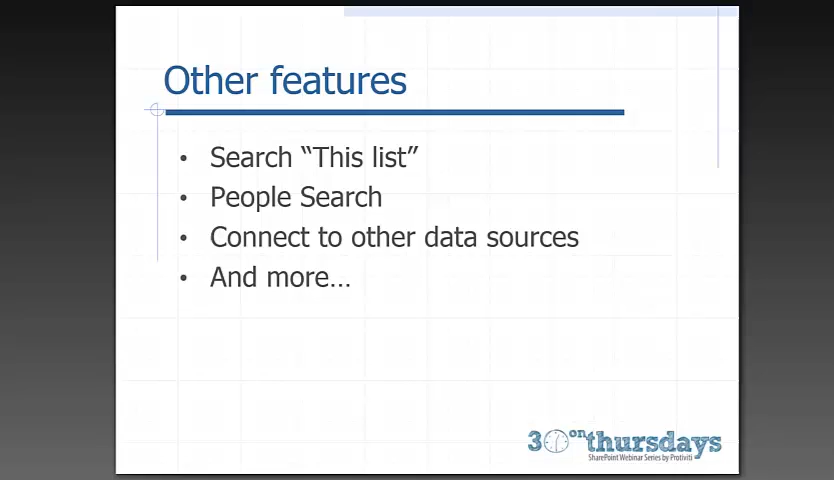 Other features
• Search “This list”
• People Search
• Connect to other data sources
• And more…
30 on thursdays
SharePoint Webinar Series by Protiviti